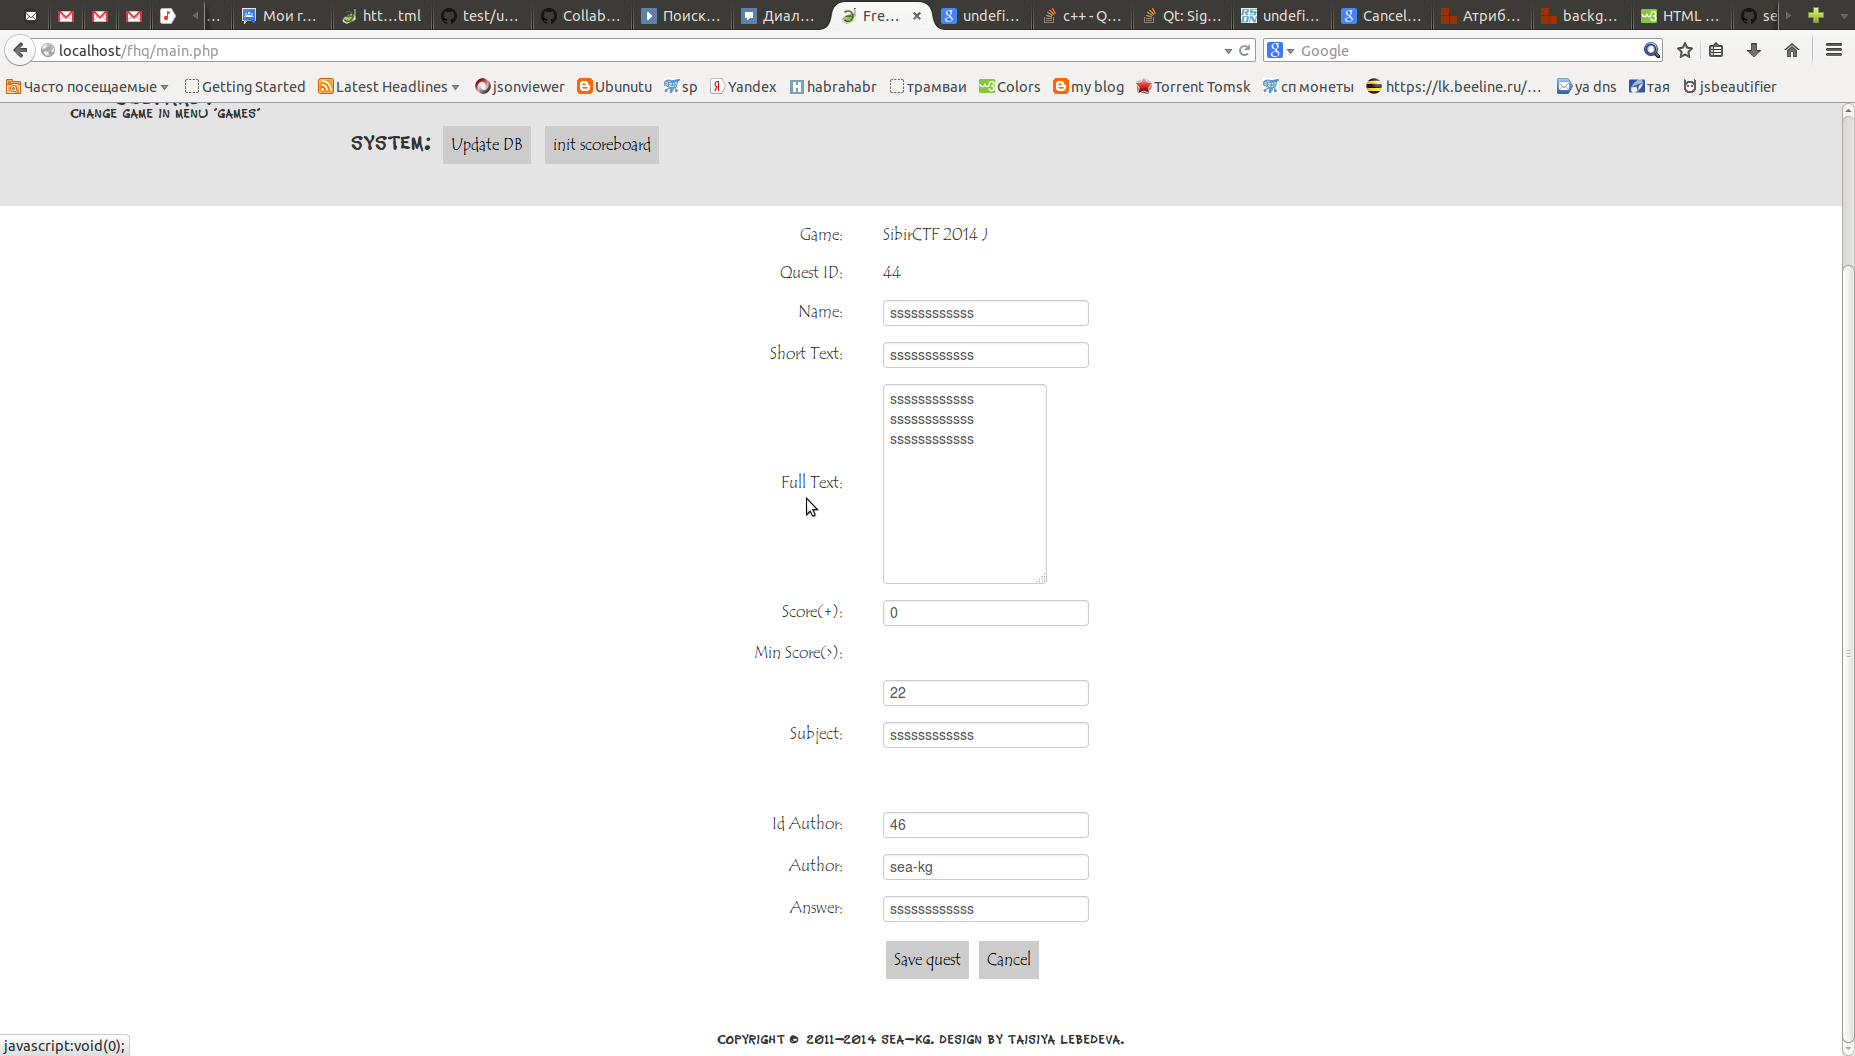 ...
Мои г...
htt...tml
test/u...
Collab...
Поиск...
Диал...
Fre...
undefi...
c++ - Q...
Qt: Sig...
undefi...
Cancel...
Атриб...
backg...
HTML ...
se
localhost/fhq/main.php
Google
Часто посещаемые
Getting Started
Latest Headlines
jsonviewer
Ubunutu
sp
Yandex
habrahabr
трамваи
Colors
my blog
Torrent Tomsk
сп монеты
https://lk.beeline.ru/...
ya dns
тая
jsbeautifier
CHANGE GAME IN MENU 'GAMES'
SYSTEM: Update DB init scoreboard
Game: SibirCTF 2014 J
Quest ID: 44
Name: ssssssssssss
Short Text: ssssssssssss
ssssssssssss
ssssssssssss
ssssssssssss
Full Text:
Score(+): 0
Min Score(>):
22
Subject: ssssssssssss
Id Author: 46
Author: sea-kg
Answer: ssssssssssss
Save quest Cancel
COPYRIGHT © 2011-2014 SEA-KG. DESIGN BY TAISIYA LEBEDEVA.
javascript:void(0);